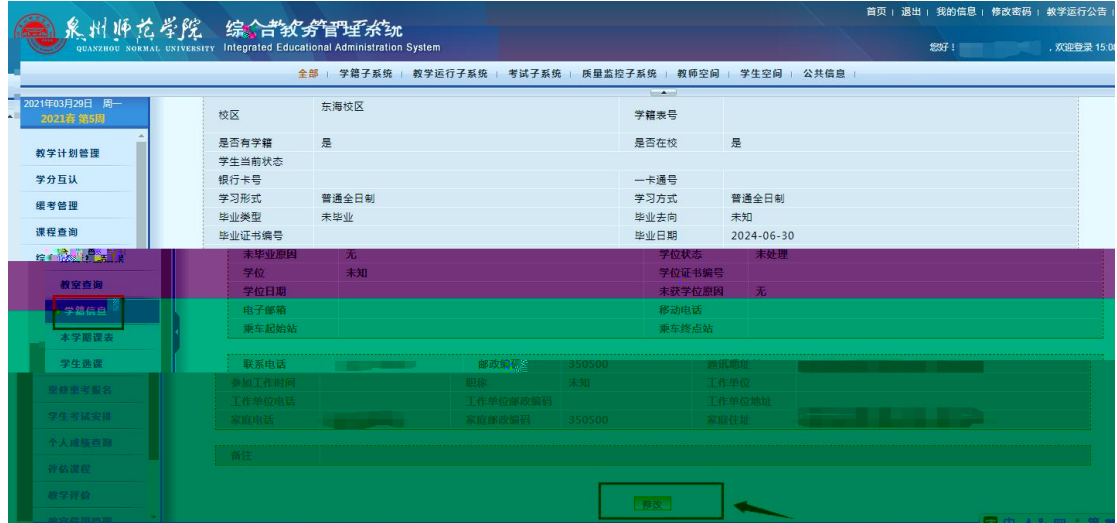 首页 | 退出 | 我的信息 | 修改密码 | 教学运行公告 |
泉州师范学院 综合教务管理系统
QUANZHOU NORMAL UNIVERSITY Integrated Educational Administration System
您好！ ，欢迎登录 15:0
全部 | 学籍子系统 | 教学运行子系统 | 考试子系统 | 质量监控子系统 | 教师空间 | 学生空间 | 公共信息 |
2021年03月29日 周一
2021春 第5周
教学计划管理
学分互认
缓考管理
课程查询
教室查询
学籍信息
本学期课表
学生选课
重修重考报名
学生考试安排
个人成绩查询
评估课程
教学评价
校区 东海校区 学籍表号
是否有学籍 是 是否在校 是
学生当前状态
银行卡号 一卡通号
学习形式 普通全日制 学习方式 普通全日制
毕业类型 未毕业 毕业去向 未知
毕业证书编号 毕业日期 2024-06-30
未毕业原因 无 学位状态 未处理
学位 未知 学位证书编号
学位日期 未获学位原因 无
电子邮箱 移动电话
乘车起始站 乘车终点站
联系电话 邮政编码 350500 通讯地址
参加工作时间 职称 未知 工作单位
工作单位电话 工作单位邮政编码 工作单位地址
家庭电话 家庭邮政编码 350500 家庭住址
备注
修改